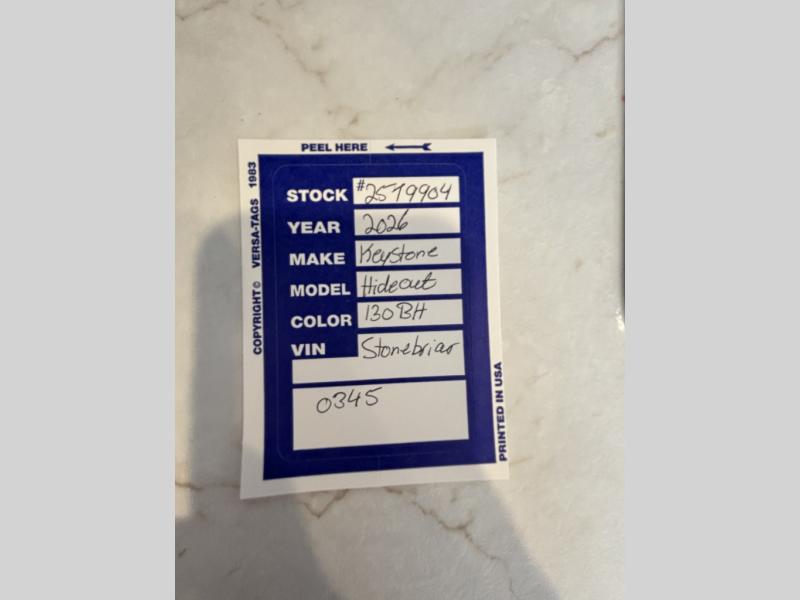 PEEL HERE
COPYRIGHT© VERSA-TAGS 1983
STOCK #2579904
YEAR 2026
MAKE Keystone
MODEL Hideout
COLOR 130BH
VIN Stonebriar
0345
PRINTED IN USA